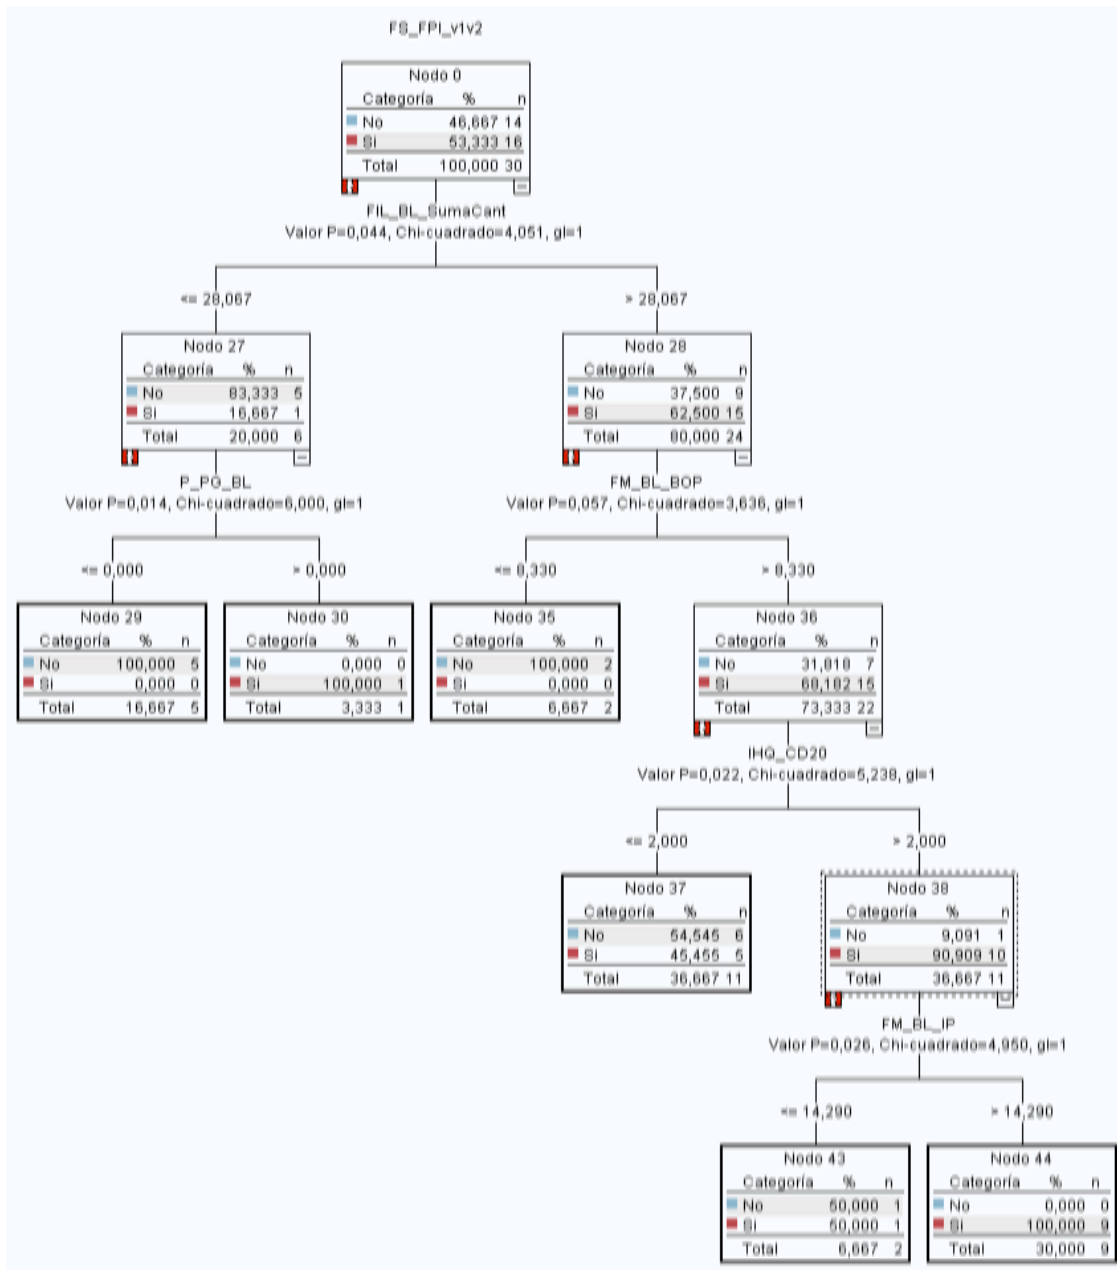 FS_FPI_v1v2
Nodo 0
Categoría % n
No 46,667 14
Si 53,333 16
Total 100,000 30
FIL_BL_SumaCant
Valor P=0,044, Chi-cuadrado=4,051, gl=1
<= 28,067
> 28,067
Nodo 27
Categoría % n
No 83,333 5
Si 16,667 1
Total 20,000 6
Nodo 28
Categoría % n
No 37,500 9
Si 62,500 15
Total 80,000 24
P_PG_BL
Valor P=0,014, Chi-cuadrado=6,000, gl=1
FM_BL_BOP
Valor P=0,057, Chi-cuadrado=3,636, gl=1
<= 0,000
> 0,000
<= 8,330
> 8,330
Nodo 29
Categoría % n
No 100,000 5
Si 0,000 0
Total 16,667 5
Nodo 30
Categoría % n
No 0,000 0
Si 100,000 1
Total 3,333 1
Nodo 35
Categoría % n
No 100,000 2
Si 0,000 0
Total 6,667 2
Nodo 36
Categoría % n
No 31,818 7
Si 68,182 15
Total 73,333 22
IHQ_CD20
Valor P=0,022, Chi-cuadrado=5,238, gl=1
<= 2,000
> 2,000
Nodo 37
Categoría % n
No 54,545 6
Si 45,455 5
Total 36,667 11
Nodo 38
Categoría % n
No 9,091 1
Si 90,909 10
Total 36,667 11
FM_BL_IP
Valor P=0,026, Chi-cuadrado=4,950, gl=1
<= 14,290
> 14,290
Nodo 43
Categoría % n
No 50,000 1
Si 50,000 1
Total 6,667 2
Nodo 44
Categoría % n
No 0,000 0
Si 100,000 9
Total 30,000 9